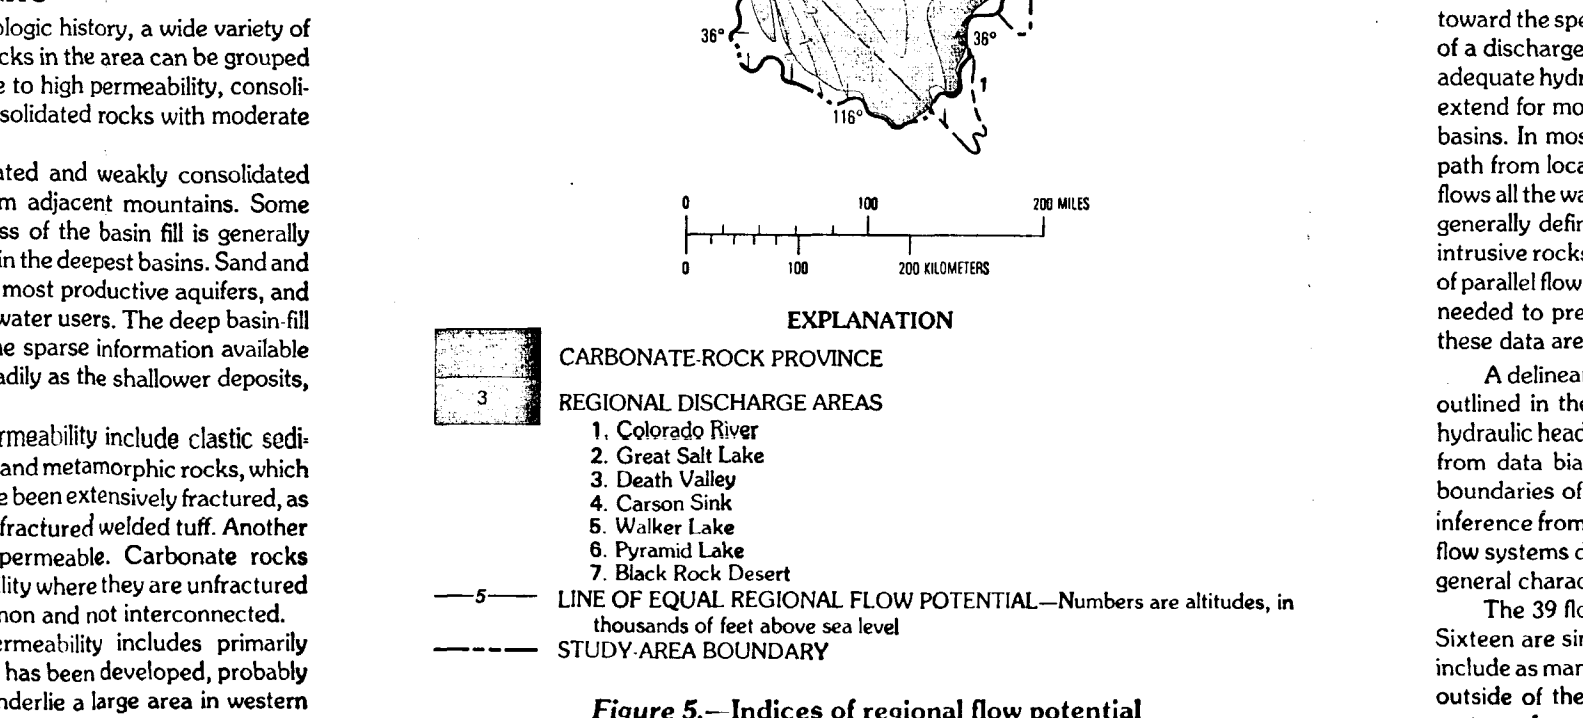 ologic history, a wide variety of
cks in the area can be grouped
e to high permeability, consoli-
solidated rocks with moderate
ated and weakly consolidated
m adjacent mountains. Some
ss of the basin fill is generally
in the deepest basins. Sand and
most productive aquifers, and
water users. The deep basin-fill
he sparse information available
adily as the shallower deposits,
rmeability include clastic sedi-
and metamorphic rocks, which
e been extensively fractured, as
fractured welded tuff. Another
permeable. Carbonate rocks
lity where they are unfractured
non and not interconnected.
ermeability includes primarily
has been developed, probably
nderlie a large area in western
36°
36°
1
116°
0 100 200 MILES
0 100 200 KILOMETERS
EXPLANATION
CARBONATE-ROCK PROVINCE
3 REGIONAL DISCHARGE AREAS
1. Colorado River
2. Great Salt Lake
3. Death Valley
4. Carson Sink
5. Walker Lake
6. Pyramid Lake
7. Black Rock Desert
5 LINE OF EQUAL REGIONAL FLOW POTENTIAL—Numbers are altitudes, in
thousands of feet above sea level
STUDY-AREA BOUNDARY
Figure 5.—Indices of regional flow potential
toward the spe
of a discharge
adequate hydr
extend for mo
basins. In mos
path from loca
flows all the wa
generally defin
intrusive rocks
of parallel flow
needed to pre
these data are
A delinea
outlined in the
hydraulic head
from data bia
boundaries of
inference from
flow systems d
general charac
The 39 flo
Sixteen are sin
include as mar
outside of the